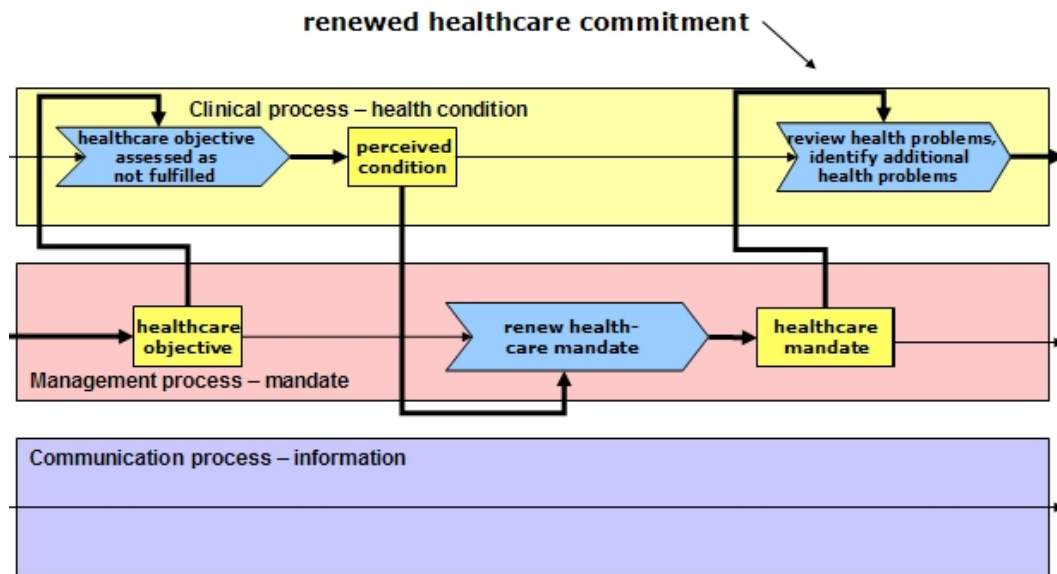 renewed healthcare commitment
Clinical process – health condition
healthcare objective
assessed as
not fulfilled
perceived
condition
review health problems,
identify additional
health problems
healthcare
objective
renew health-
care mandate
healthcare
mandate
Management process – mandate
Communication process – information